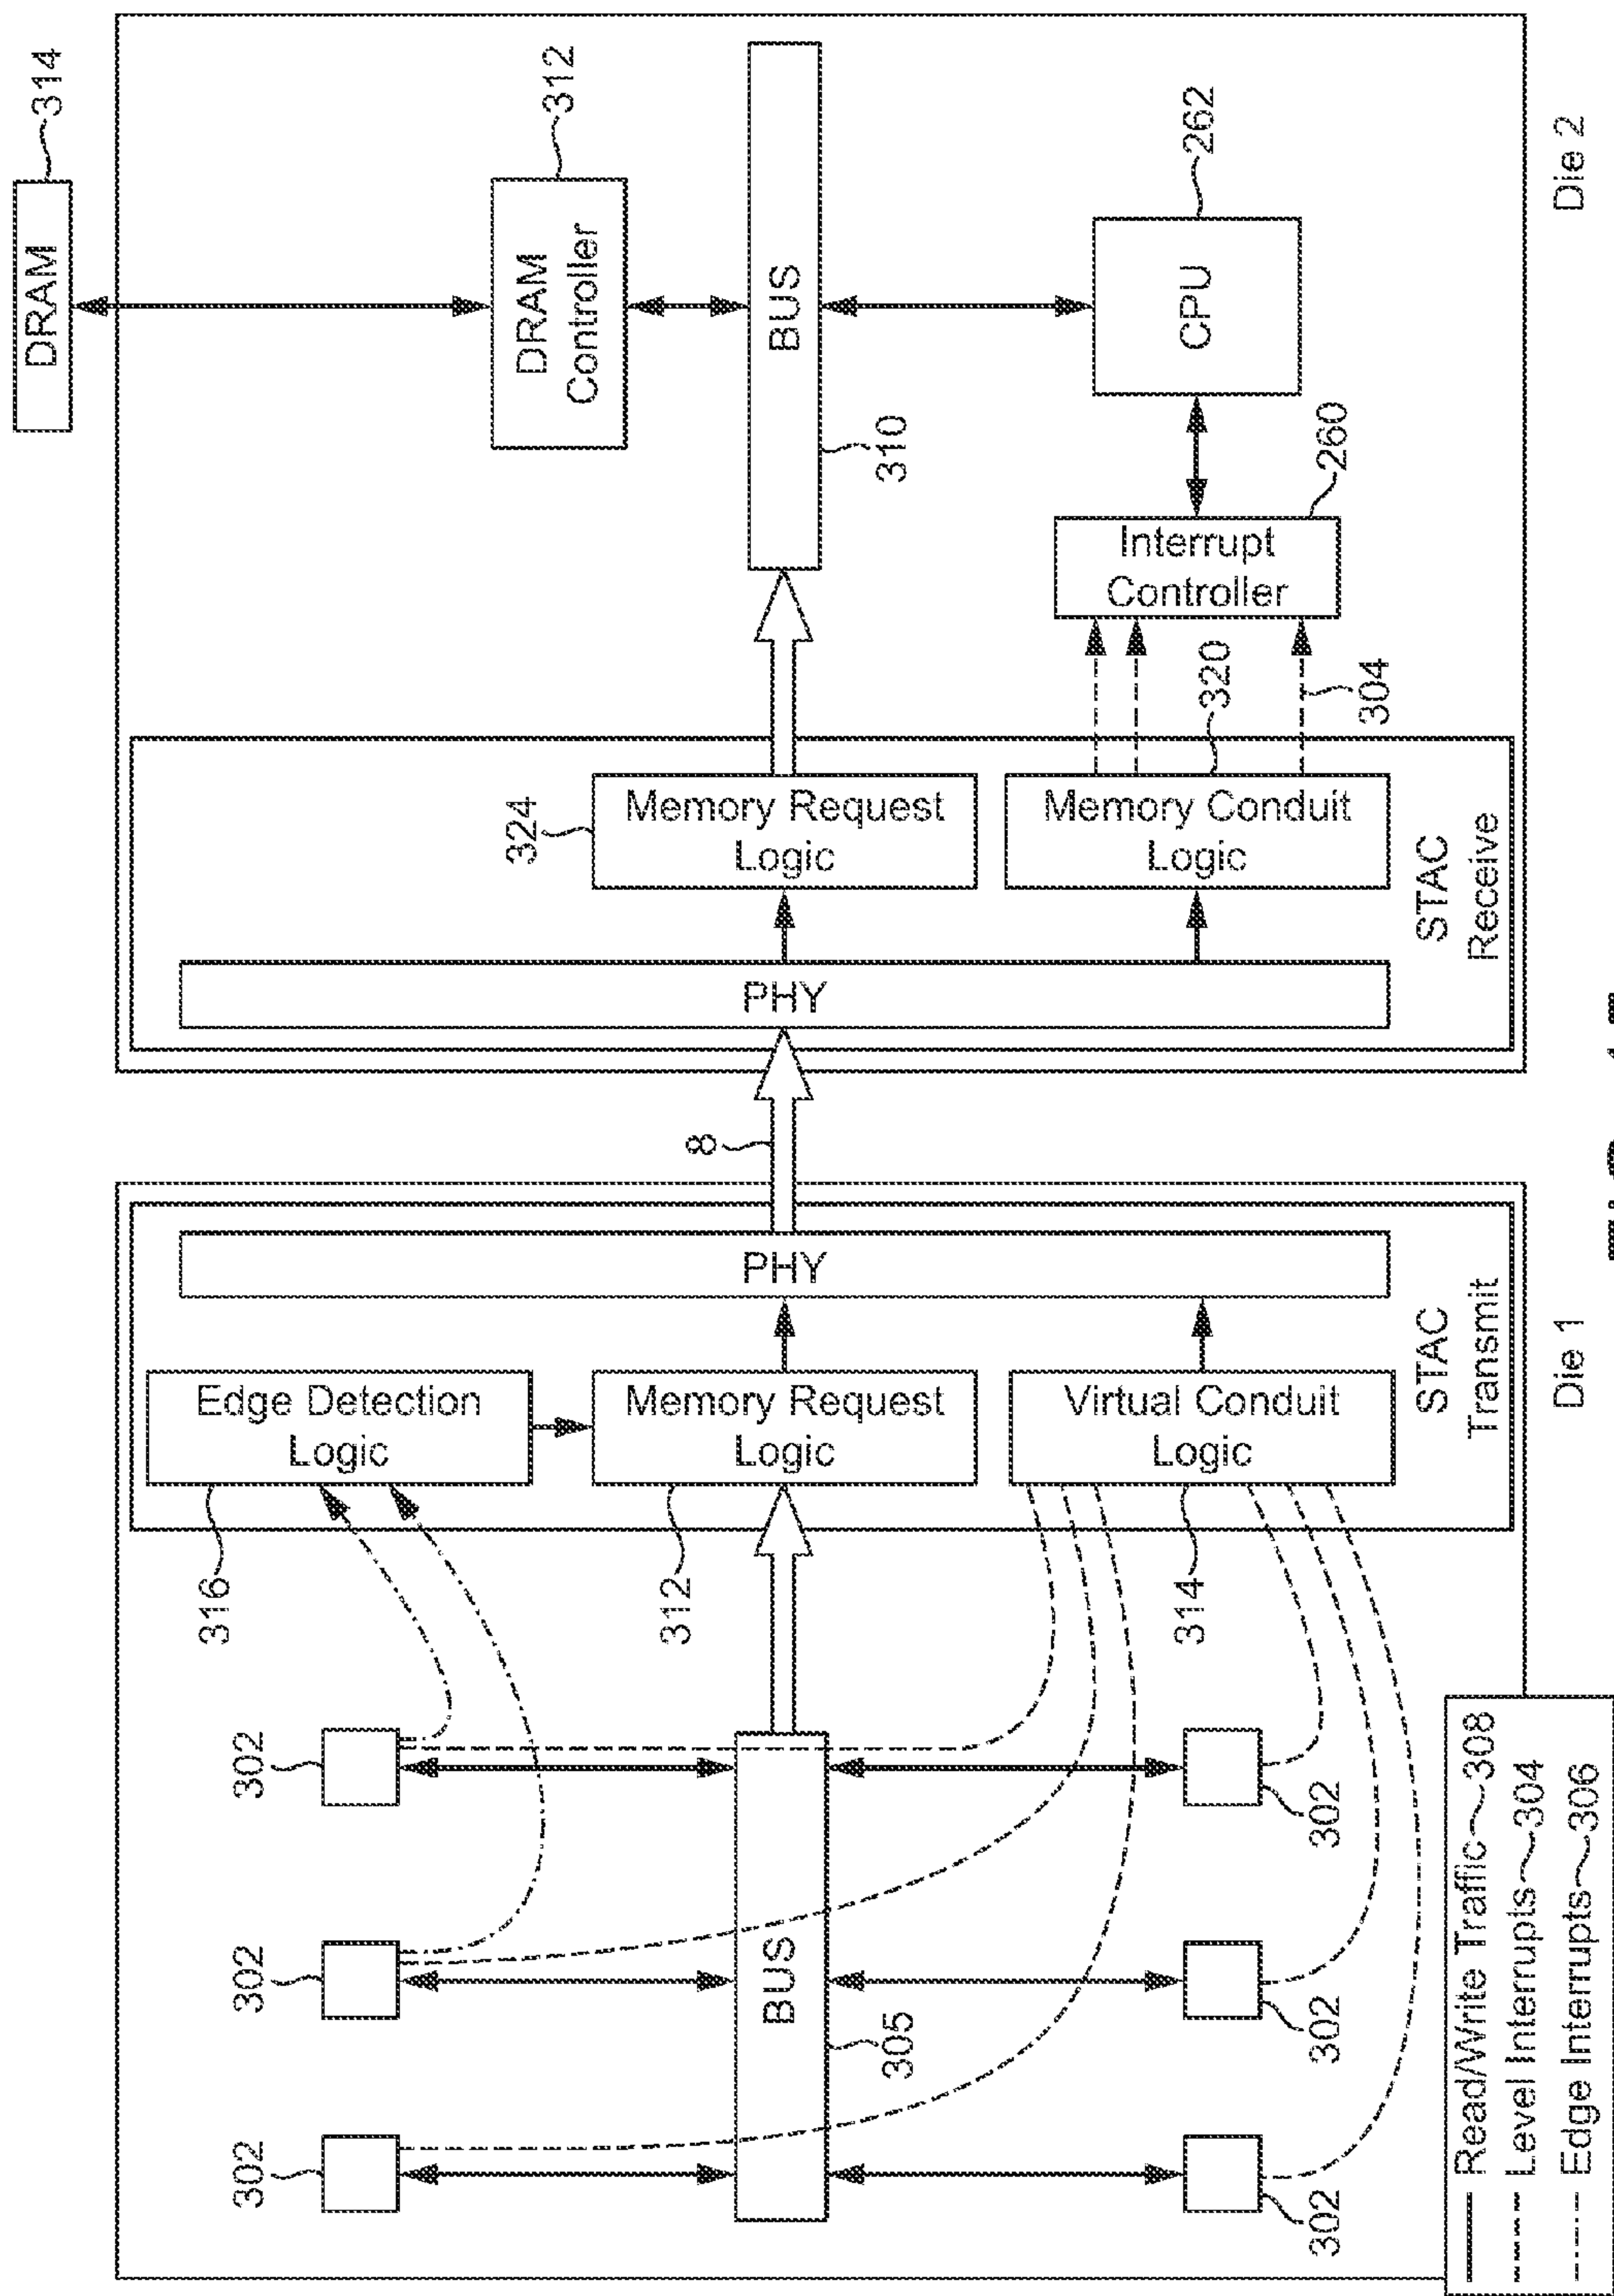 302
302
302
316
Edge Detection
Logic
312
Memory Request
Logic
314
Virtual Conduit
Logic
PHY
STAC
Transmit
BUS
305
302
302
302
Die 1
Read/Write Traffic 308
Level Interrupts 304
Edge Interrupts 306
8
PHY
324
Memory Request
Logic
Memory Conduit
Logic
320
STAC
Receive
304
DRAM
314
DRAM
Controller
312
BUS
310
Interrupt
Controller
260
CPU
262
Die 2